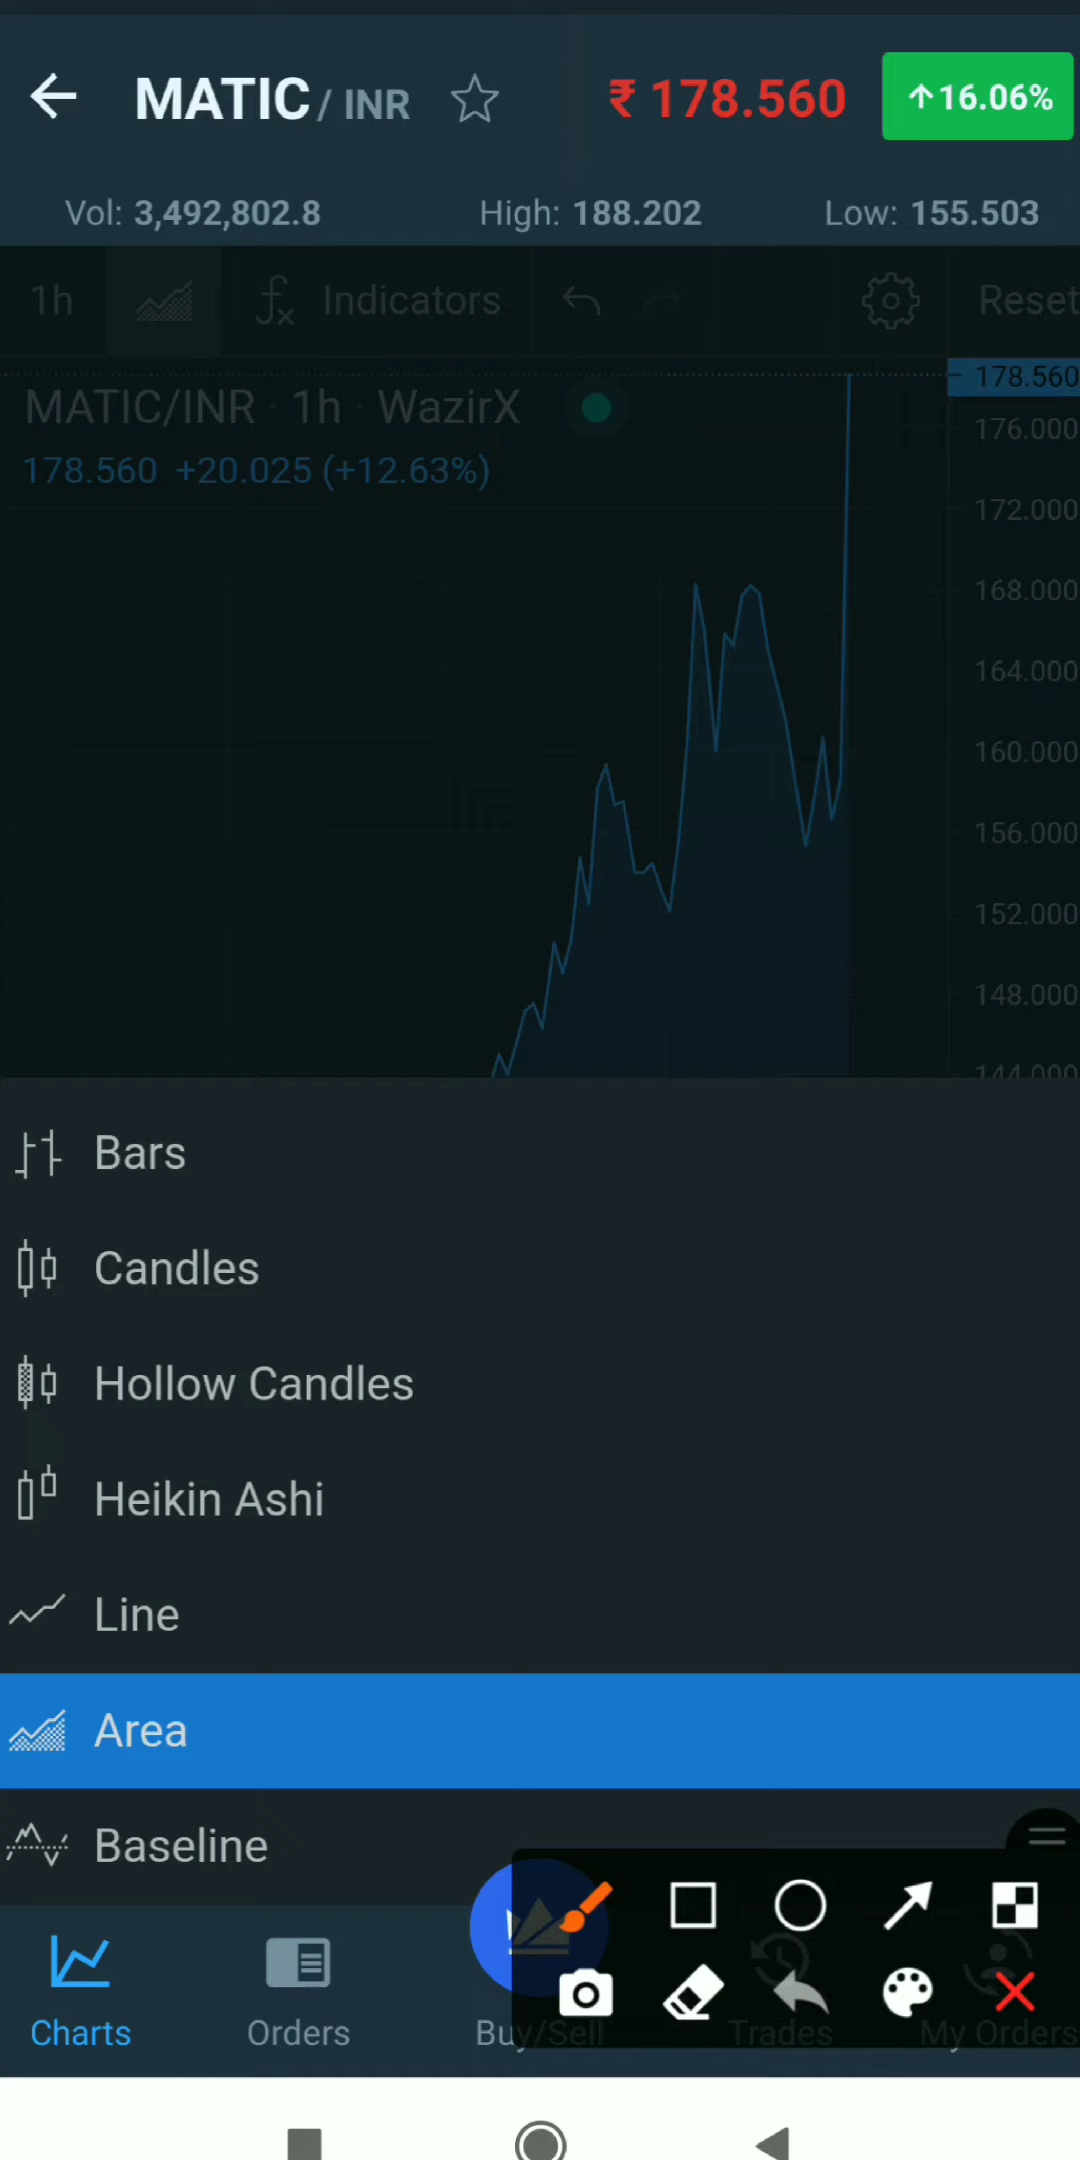 MATIC / INR ₹ 178.560 ↑16.06%
Vol: 3,492,802.8 High: 188.202 Low: 155.503
1h Indicators Reset
MATIC/INR · 1h · WazirX
178.560 +20.025 (+12.63%)
178.560
176.000
172.000
168.000
164.000
160.000
156.000
152.000
148.000
144.000
Bars
Candles
Hollow Candles
Heikin Ashi
Line
Area
Baseline
Charts Orders Buy/Sell Trades My Orders